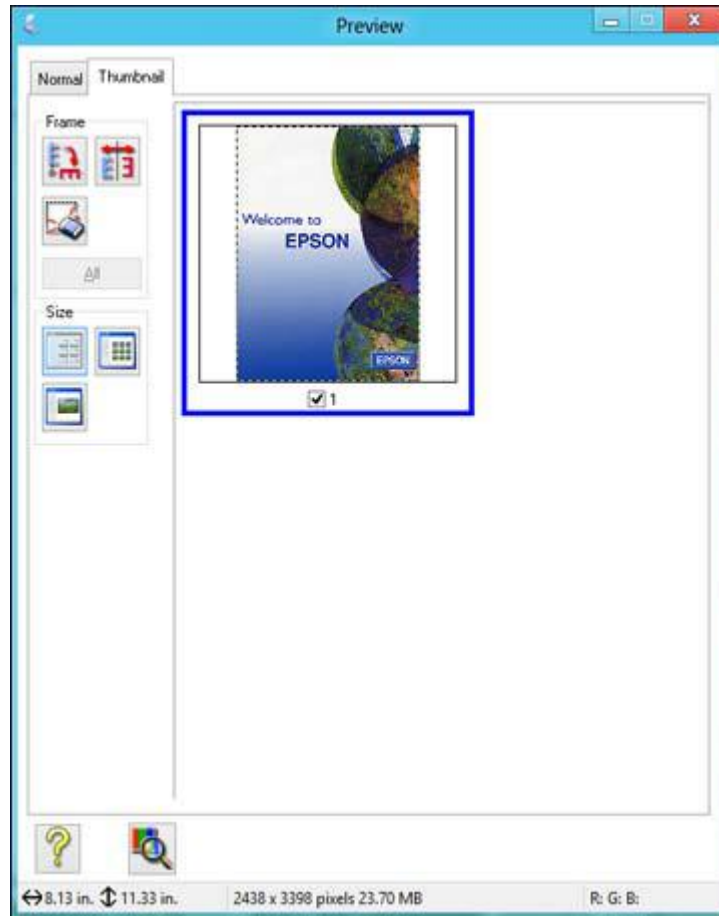 Preview
Normal Thumbnail
Frame
All
Size
Welcome to
EPSON
EPSON
1
8.13 in. 11.33 in. 2438 x 3398 pixels 23.70 MB R: G: B: